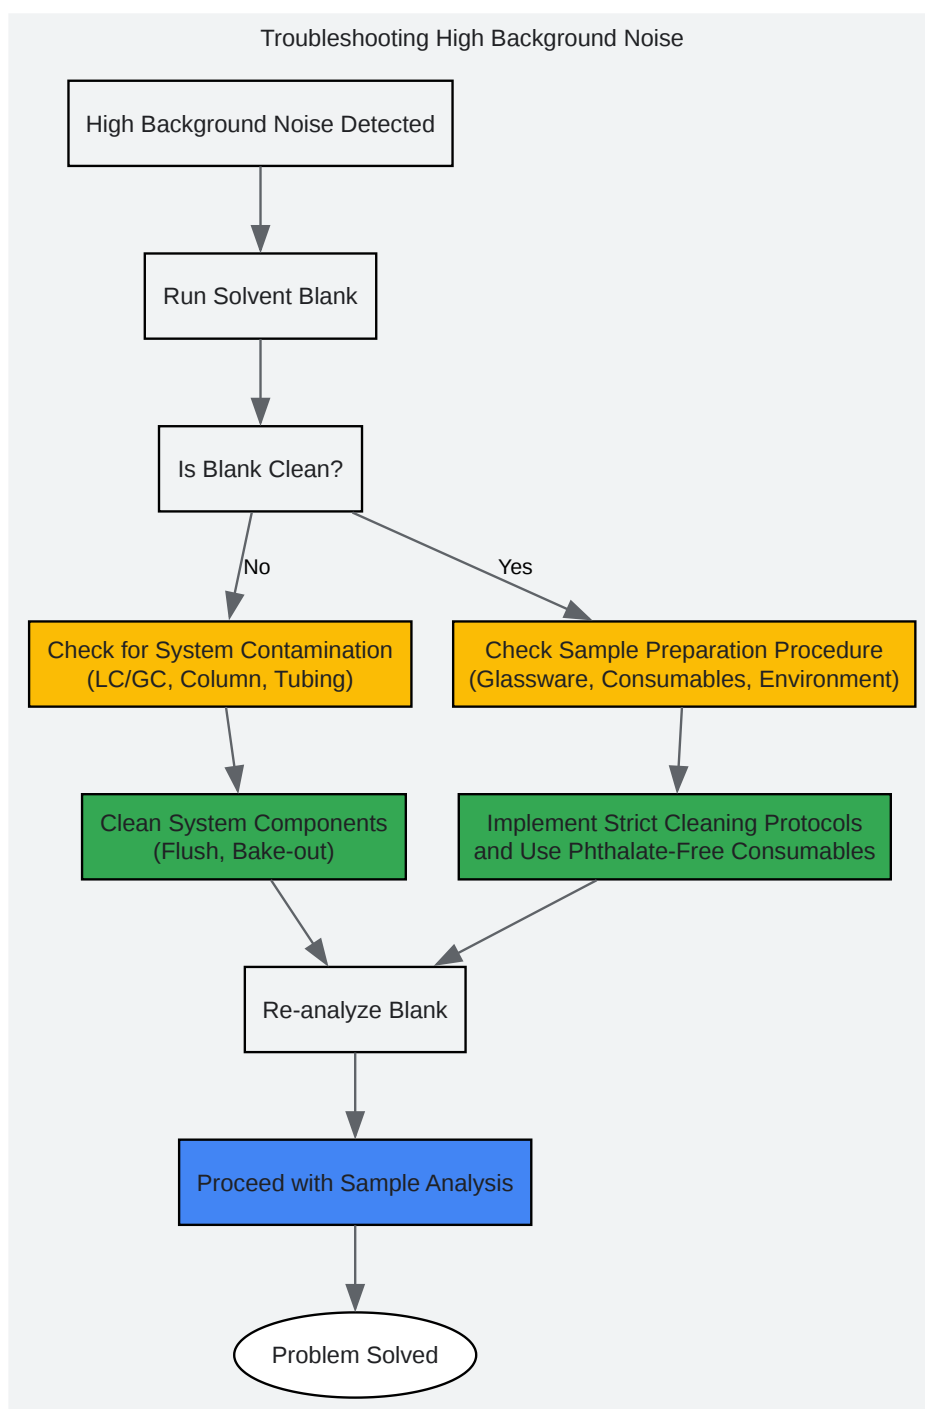 Troubleshooting High Background Noise
High Background Noise Detected
Run Solvent Blank
Is Blank Clean?
No
Yes
Check for System Contamination
(LC/GC, Column, Tubing)
Check Sample Preparation Procedure
(Glassware, Consumables, Environment)
Clean System Components
(Flush, Bake-out)
Implement Strict Cleaning Protocols
and Use Phthalate-Free Consumables
Re-analyze Blank
Proceed with Sample Analysis
Problem Solved